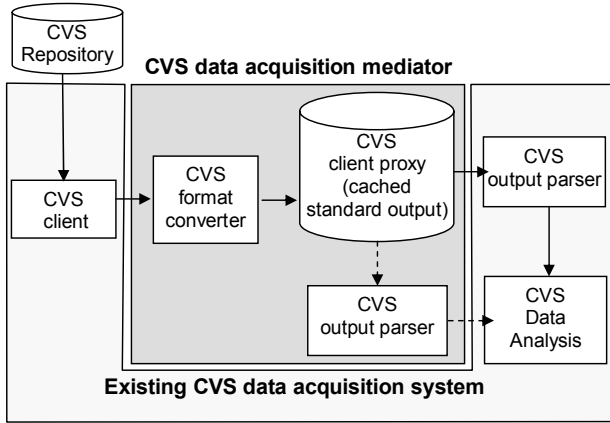 CVS
Repository
CVS data acquisition mediator
CVS
client
CVS
format
converter
CVS
client proxy
(cached
standard output)
CVS
output parser
CVS
output parser
CVS
Data
Analysis
Existing CVS data acquisition system